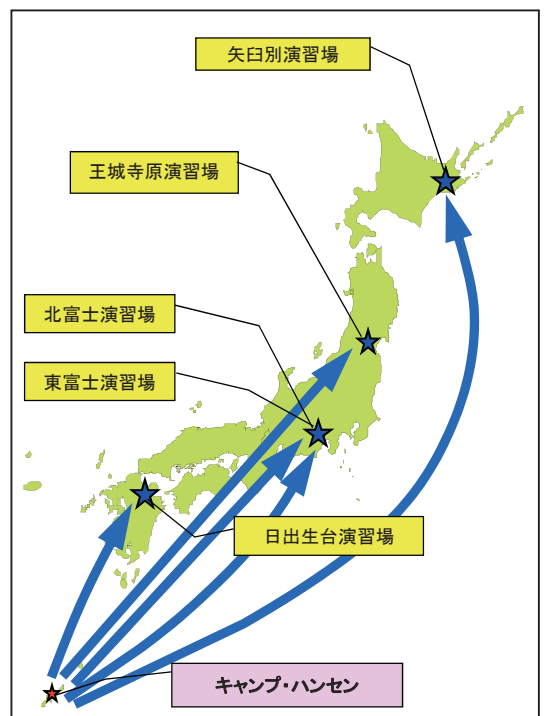 矢臼別演習場
王城寺原演習場
北富士演習場
東富士演習場
日出生台演習場
キャンプ・ハンセン